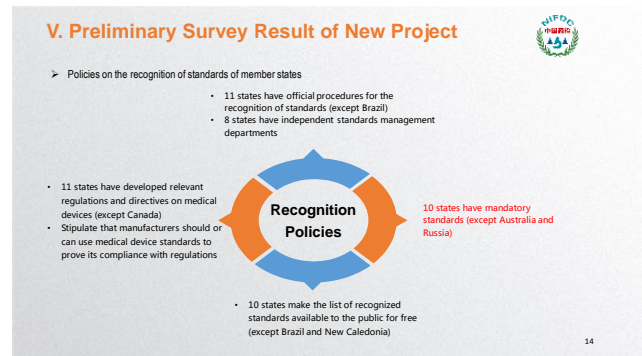 V. Preliminary Survey Result of New Project
NIFDC
中国食药检
➢ Policies on the recognition of standards of member states
• 11 states have official procedures for the
recognition of standards (except Brazil)
• 8 states have independent standards management
departments
• 11 states have developed relevant
regulations and directives on medical
devices (except Canada)
• Stipulate that manufacturers should or
can use medical device standards to
prove its compliance with regulations
Recognition
Policies
10 states have mandatory
standards (except Australia and
Russia)
• 10 states make the list of recognized
standards available to the public for free
(except Brazil and New Caledonia)
14